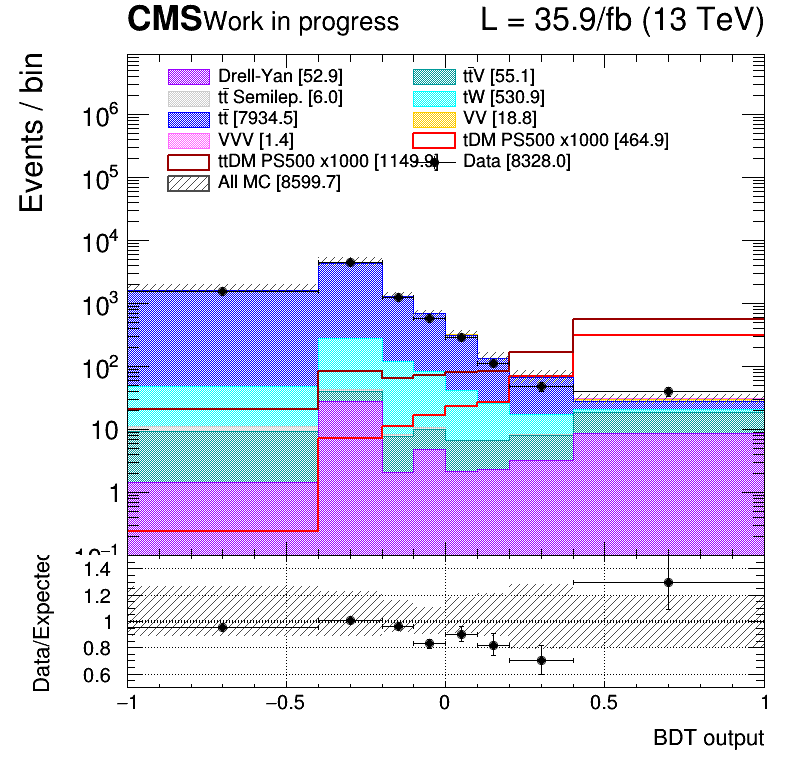 CMS Work in progress L = 35.9/fb (13 TeV)
Events / bin
Drell-Yan [52.9] tt̄V [55.1]
tt̄ Semilep. [6.0] tW [530.9]
tt̄ [7934.5] VV [18.8]
VVV [1.4] tDM PS500 x1000 [464.9]
ttDM PS500 x1000 [1149.9] Data [8328.0]
All MC [8599.7]
10⁶
10⁵
10⁴
10³
10²
10
1
10⁻¹
Data/Expected
1.4
1.2
1
0.8
0.6
−1 −0.5 0 0.5 1
BDT output